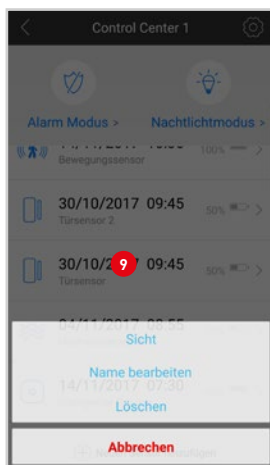 Control Center 1
Alarm Modus >
Nachtlichtmodus >
100%
Bewegungssensor
30/10/2017 09:45
50%
Türsensor 2
30/10/2 9 7 09:45
50%
Türsensor
04/11/2017 08:55
Sicht
Name bearbeiten
14/11/2017 07:30
Löschen
Abbrechen